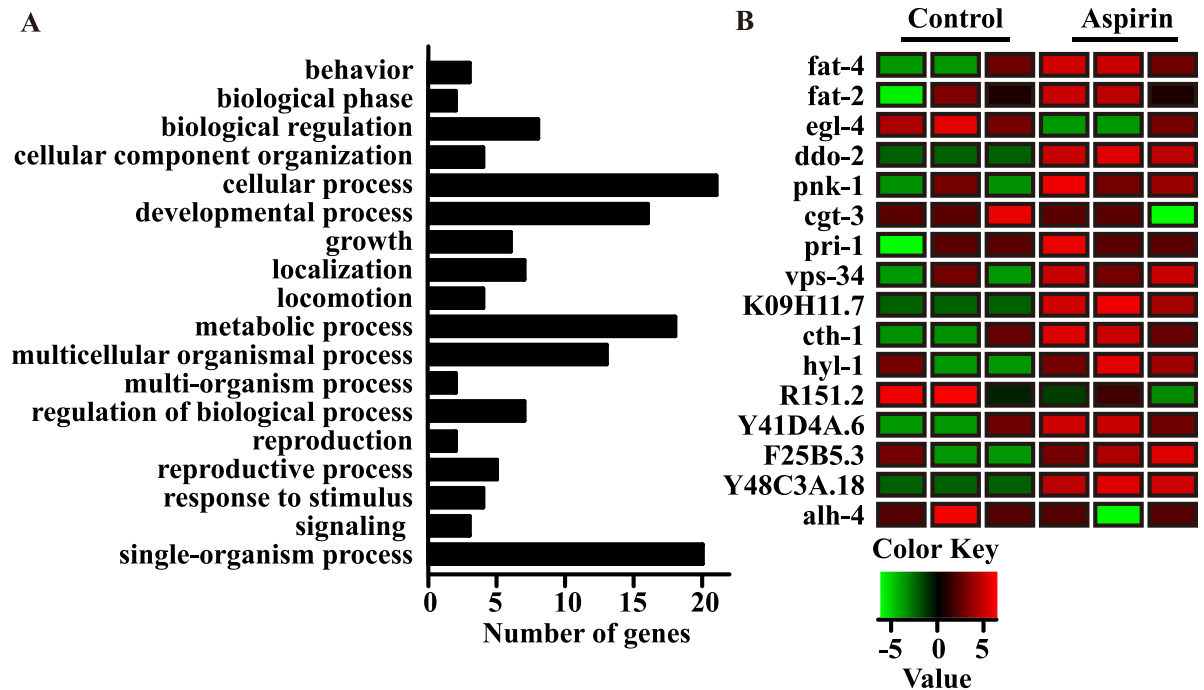 A
behavior
biological phase
biological regulation
cellular component organization
cellular process
developmental process
growth
localization
locomotion
metabolic process
multicellular organismal process
multi-organism process
regulation of biological process
reproduction
reproductive process
response to stimulus
signaling
single-organism process
0 5 10 15 20
Number of genes
B
Control Aspirin
fat-4
fat-2
egl-4
ddo-2
pnk-1
cgt-3
pri-1
vps-34
K09H11.7
cth-1
hyl-1
R151.2
Y41D4A.6
F25B5.3
Y48C3A.18
alh-4
Color Key
-5 0 5
Value